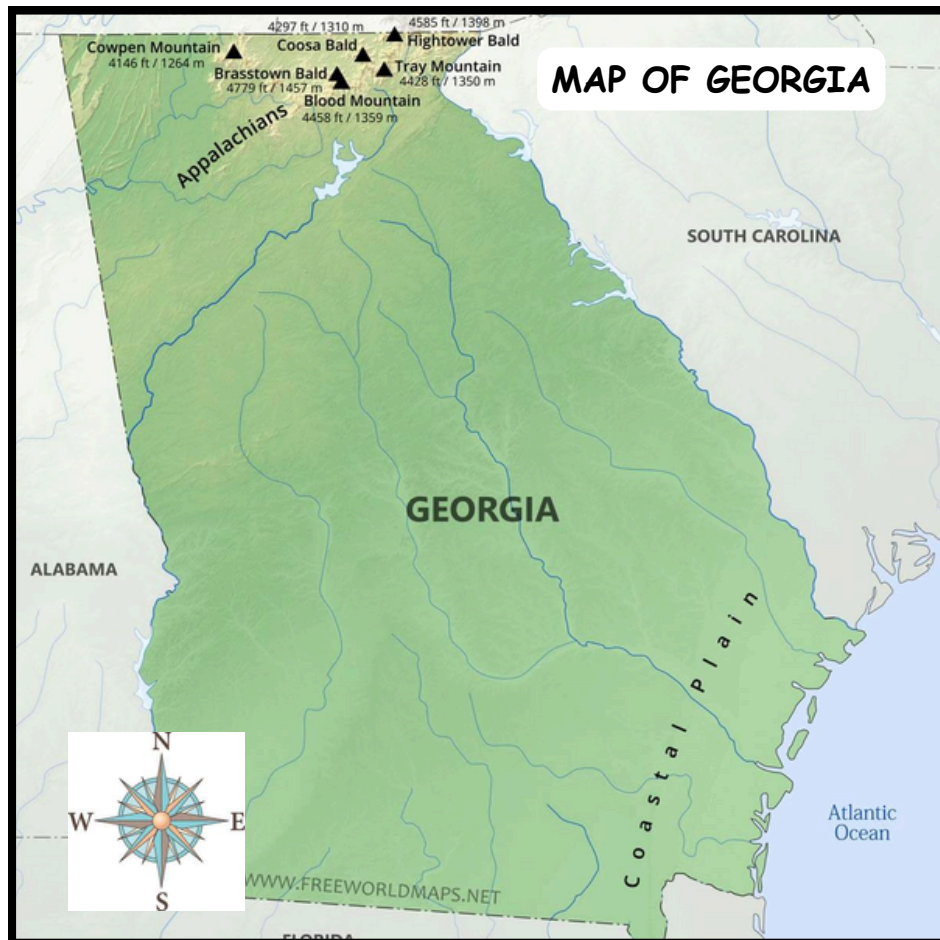 4297 ft / 1310 m
4585 ft / 1398 m
Cowpen Mountain
4146 ft / 1264 m
Coosa Bald
Hightower Bald
Brasstown Bald
4779 ft / 1457 m
Tray Mountain
4428 ft / 1350 m
Blood Mountain
4458 ft / 1359 m
MAP OF GEORGIA
Appalachians
SOUTH CAROLINA
GEORGIA
ALABAMA
Coastal Plain
N
W
E
S
Atlantic
Ocean
WWW.FREEWORLDMAPS.NET
FLORIDA